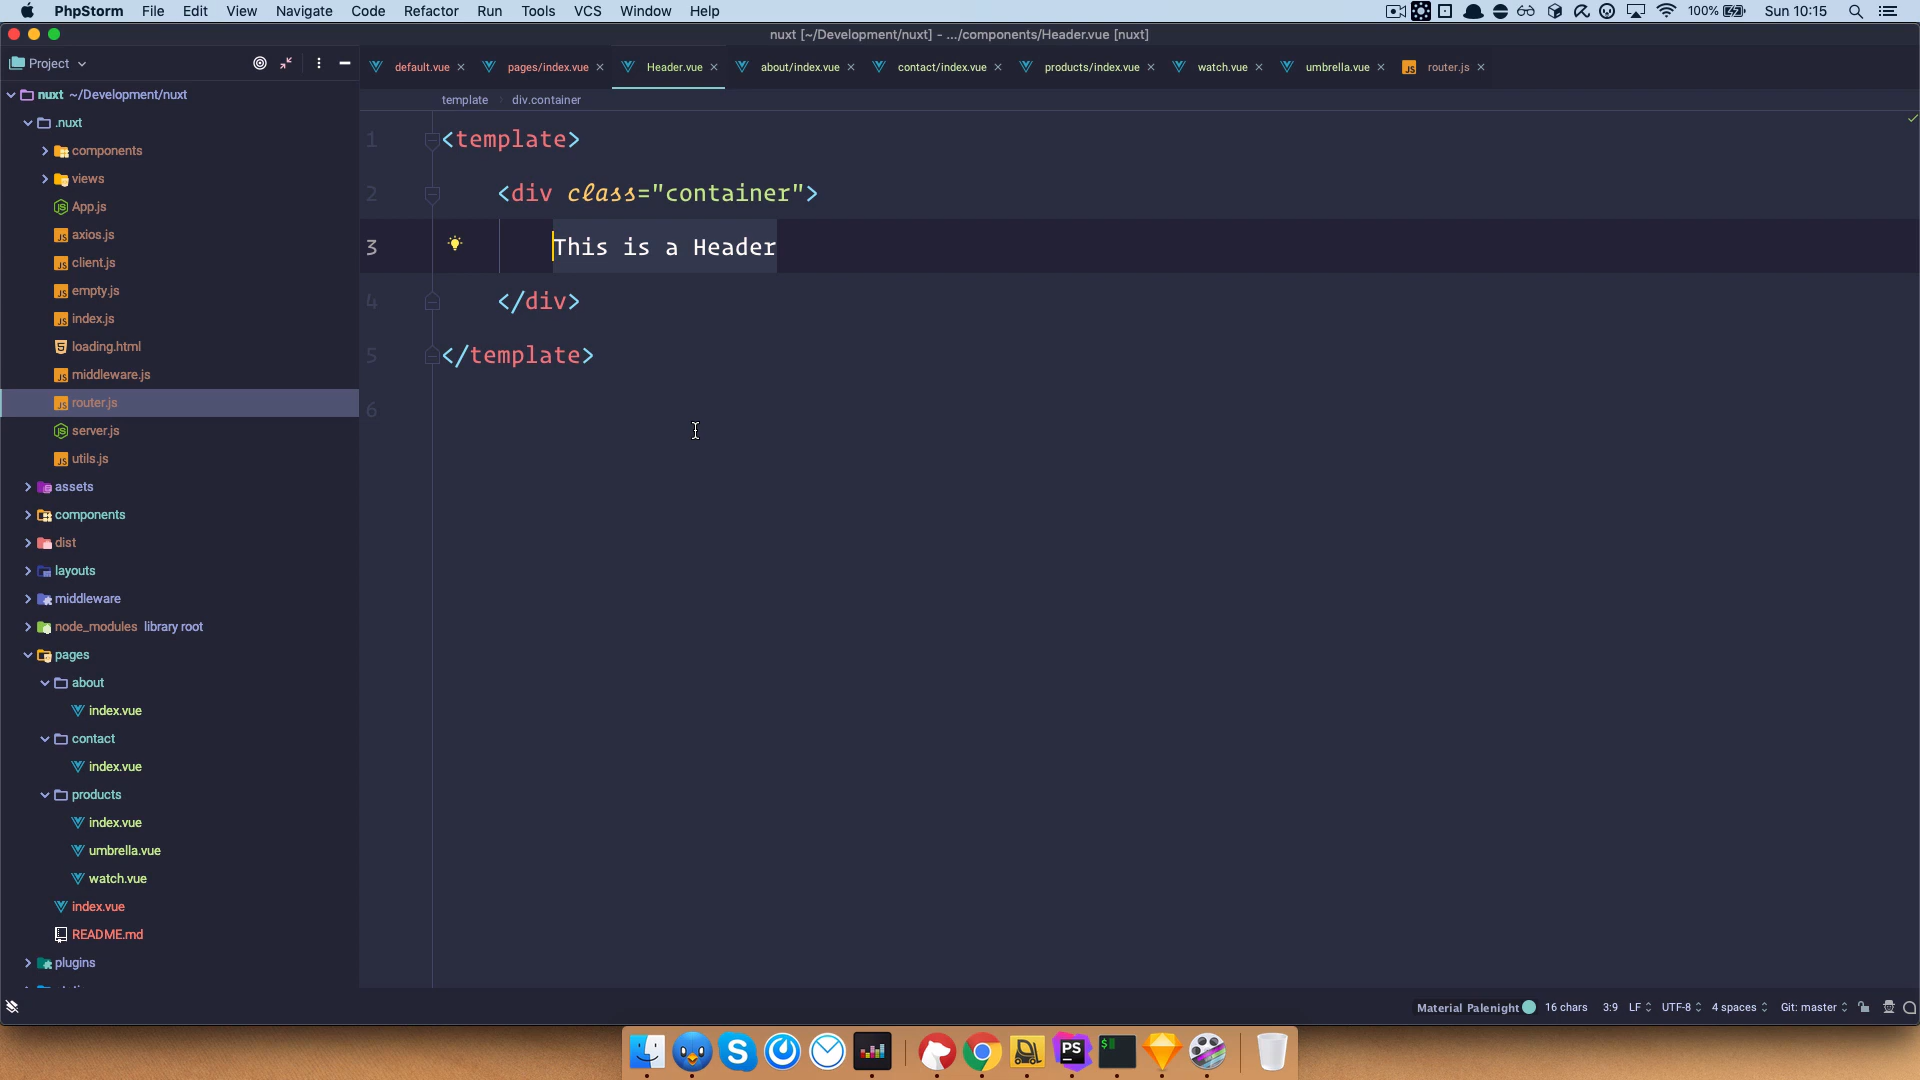 PhpStorm File Edit View Navigate Code Refactor Run Tools VCS Window Help 100% Sun 10:15
nuxt [~/Development/nuxt] - .../components/Header.vue [nuxt]
Project
default.vue pages/index.vue Header.vue about/index.vue contact/index.vue products/index.vue watch.vue umbrella.vue router.js
template div.container
nuxt ~/Development/nuxt
.nuxt
components
views
App.js
axios.js
client.js
empty.js
index.js
loading.html
middleware.js
router.js
server.js
utils.js
assets
components
dist
layouts
middleware
node_modules library root
pages
about
index.vue
contact
index.vue
products
index.vue
umbrella.vue
watch.vue
index.vue
README.md
plugins
1 <template>
2 <div class="container">
3 This is a Header
4 </div>
5 </template>
6
Material Palenight 16 chars 3:9 LF UTF-8 4 spaces Git: master
PS
$